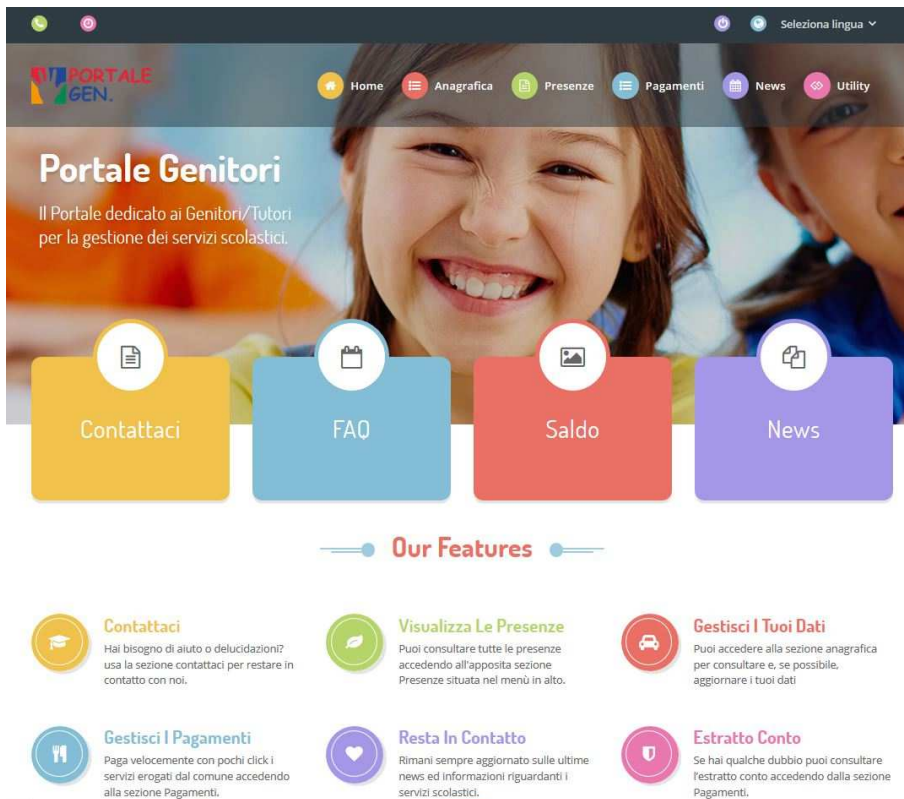 Seleziona lingua
PORTALE
GEN.
Home Anagrafica Presenze Pagamenti News Utility
Portale Genitori
Il Portale dedicato ai Genitori/Tutori
per la gestione dei servizi scolastici.
Contattaci
FAQ
Saldo
News
Our Features
Contattaci
Hai bisogno di aiuto o delucidazioni?
usa la sezione contattaci per restare in
contatto con noi.
Visualizza Le Presenze
Puoi consultare tutte le presenze
accedendo all'apposita sezione
Presenze situata nel menù in alto.
Gestisci I Tuoi Dati
Puoi accedere alla sezione anagrafica
per consultare e, se possibile,
aggiornare i tuoi dati
Gestisci I Pagamenti
Paga velocemente con pochi click i
servizi erogati dal comune accedendo
alla sezione Pagamenti.
Resta In Contatto
Rimani sempre aggiornato sulle ultime
news ed informazioni riguardanti i
servizi scolastici.
Estratto Conto
Se hai qualche dubbio puoi consultare
l'estratto conto accedendo dalla sezione
Pagamenti.